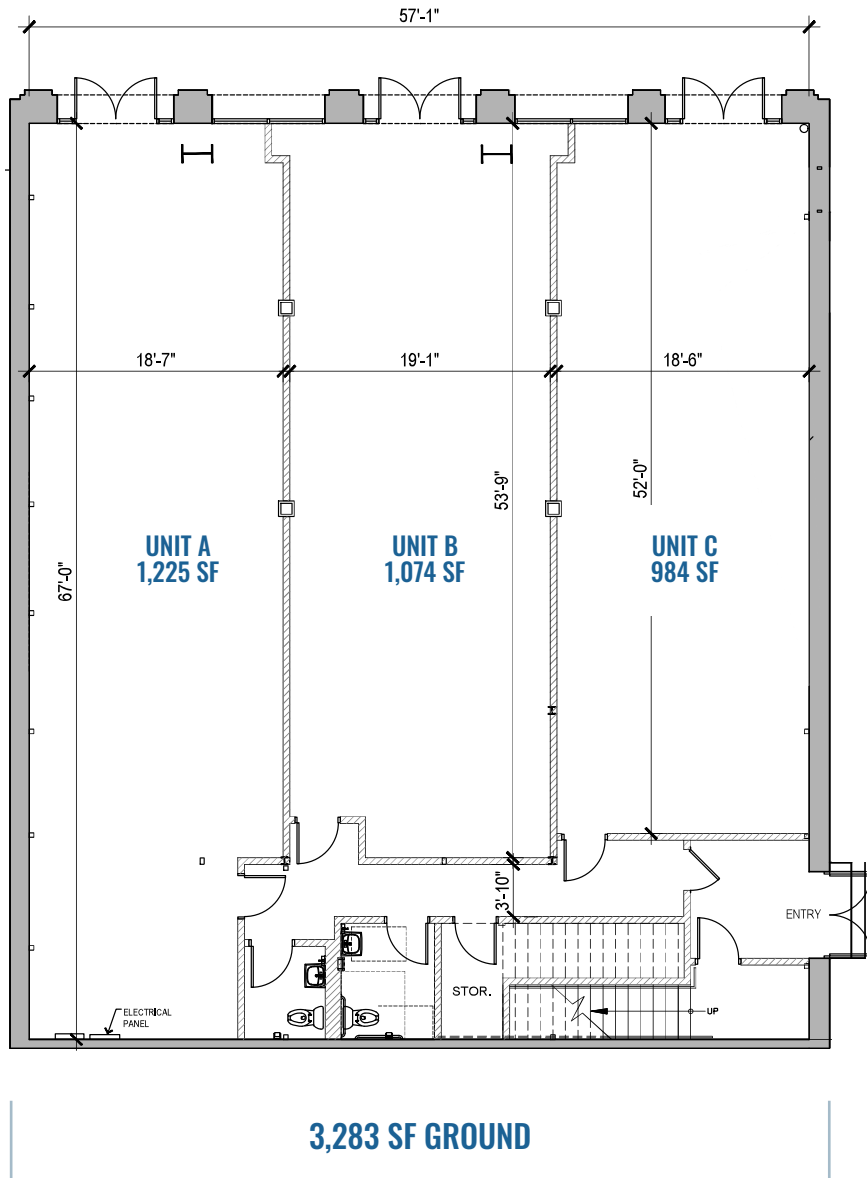 57'-1"
18'-7"
19'-1"
18'-6"
53'-9"
52'-0"
67'-0"
UNIT A
1,225 SF
UNIT B
1,074 SF
UNIT C
984 SF
3'-10"
ENTRY
STOR.
ELECTRICAL
PANEL
UP
3,283 SF GROUND